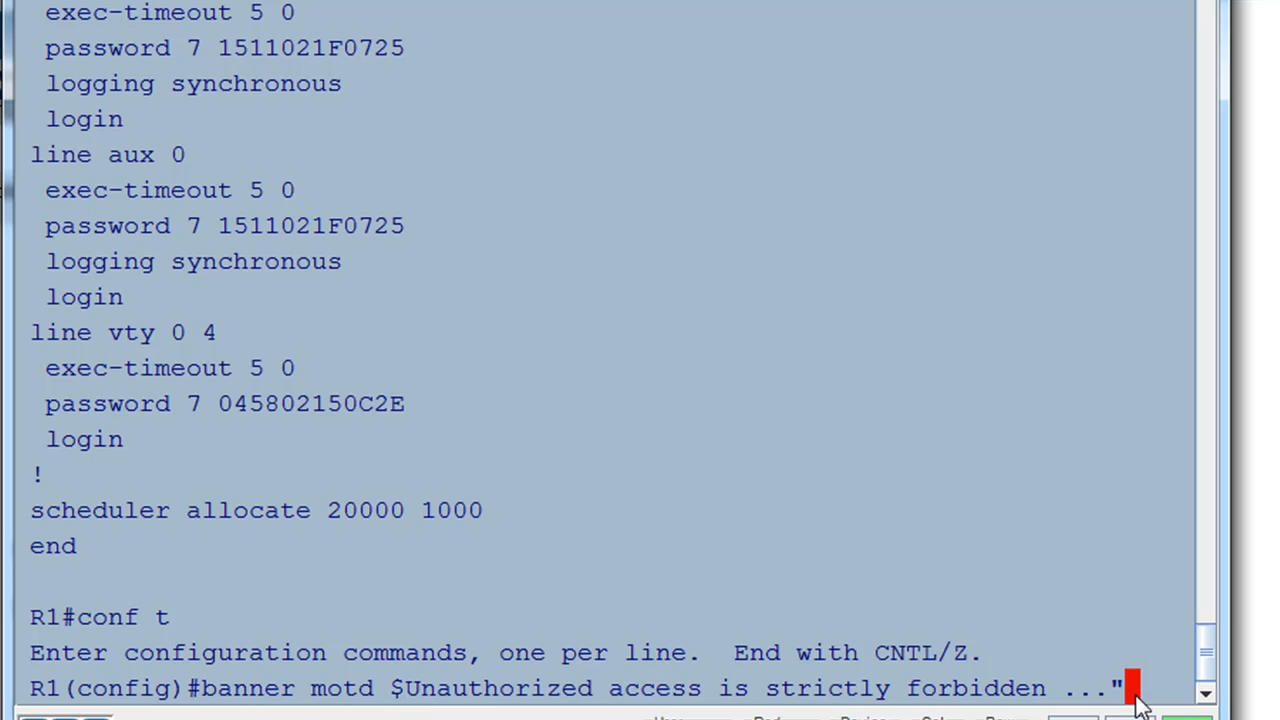 exec-timeout 5 0
password 7 1511021F0725
logging synchronous
login
line aux 0
exec-timeout 5 0
password 7 1511021F0725
logging synchronous
login
line vty 0 4
exec-timeout 5 0
password 7 045802150C2E
login
!
scheduler allocate 20000 1000
end
R1#conf t
Enter configuration commands, one per line.  End with CNTL/Z.
R1(config)#banner motd $Unauthorized access is strictly forbidden ..."